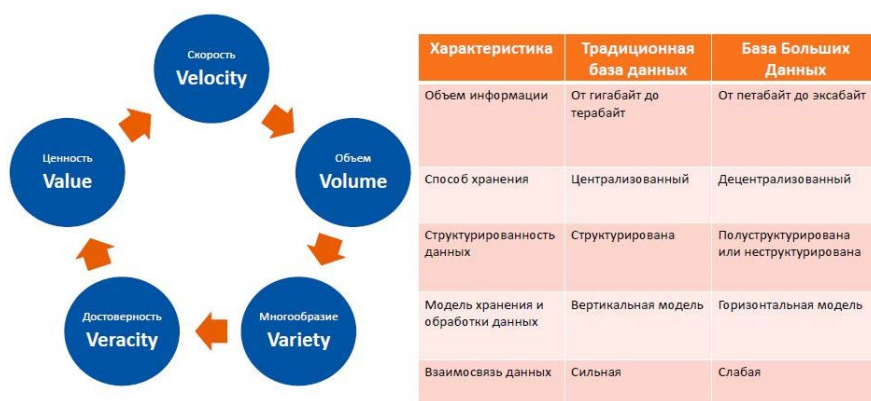 Скорость
Velocity
Объем
Volume
Многообразие
Variety
Достоверность
Veracity
Ценность
Value
Характеристика
Традиционная
база данных
База Больших
Данных
Объем информации
От гигабайт до
терабайт
От петабайт до эксабайт
Способ хранения
Централизованный
Децентрализованный
Структурированность
данных
Структурирована
Полуструктурирована
или неструктурирована
Модель хранения и
обработки данных
Вертикальная модель
Горизонтальная модель
Взаимосвязь данных
Сильная
Слабая